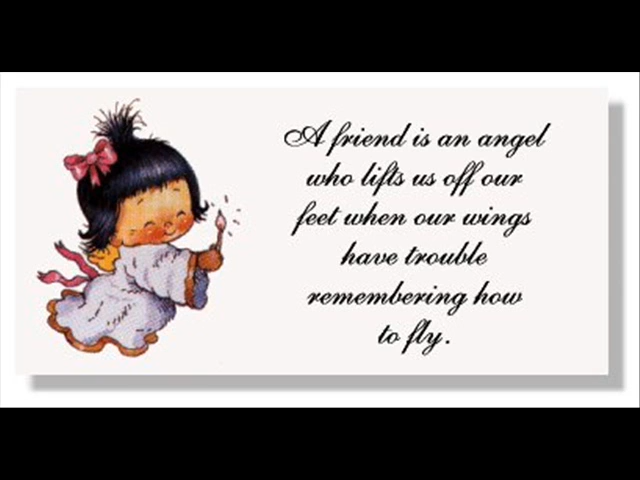 A friend is an angel
who lifts us off our
feet when our wings
have trouble
remembering how
to fly.